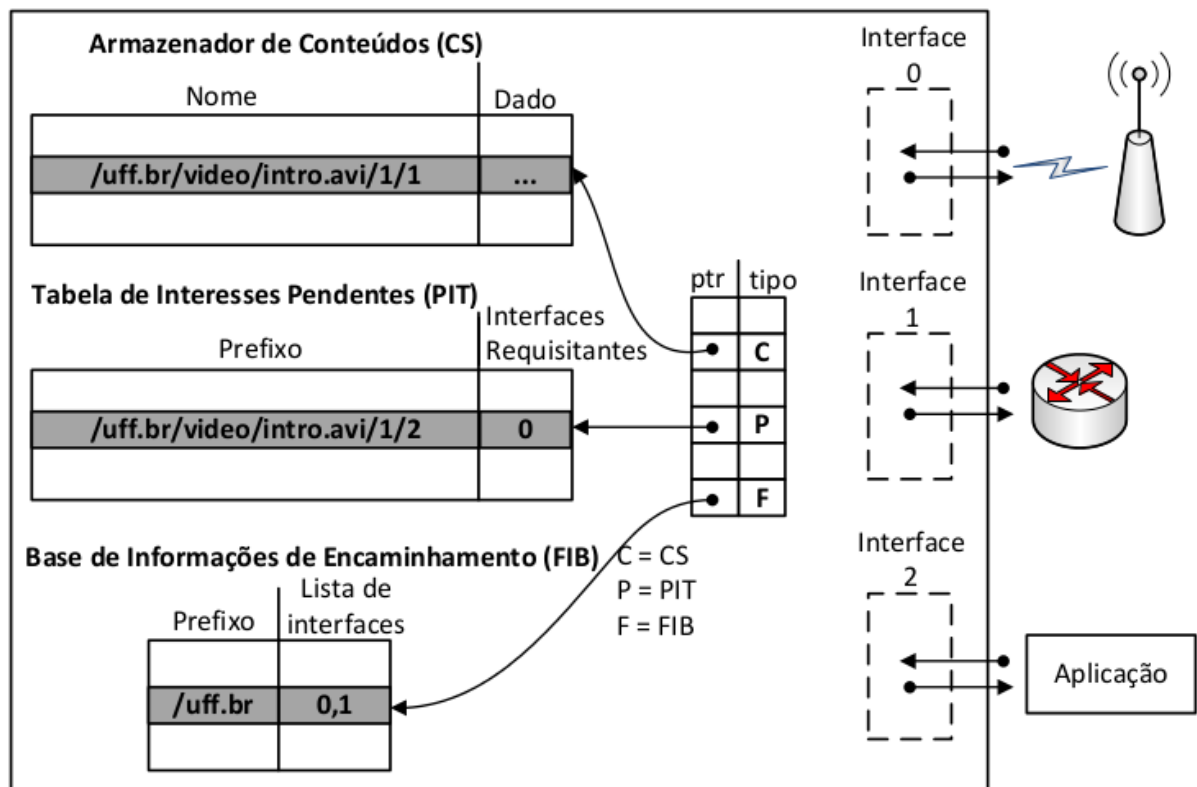 Armazenador de Conteúdos (CS)
Nome Dado
/uff.br/video/intro.avi/1/1 ...
Tabela de Interesses Pendentes (PIT)
Prefixo
Interfaces
Requisitantes
/uff.br/video/intro.avi/1/2 0
Base de Informações de Encaminhamento (FIB)
Prefixo
Lista de
interfaces
/uff.br 0,1
ptr tipo
C
P
F
C = CS
P = PIT
F = FIB
Interface
0
Interface
1
Interface
2
Aplicação